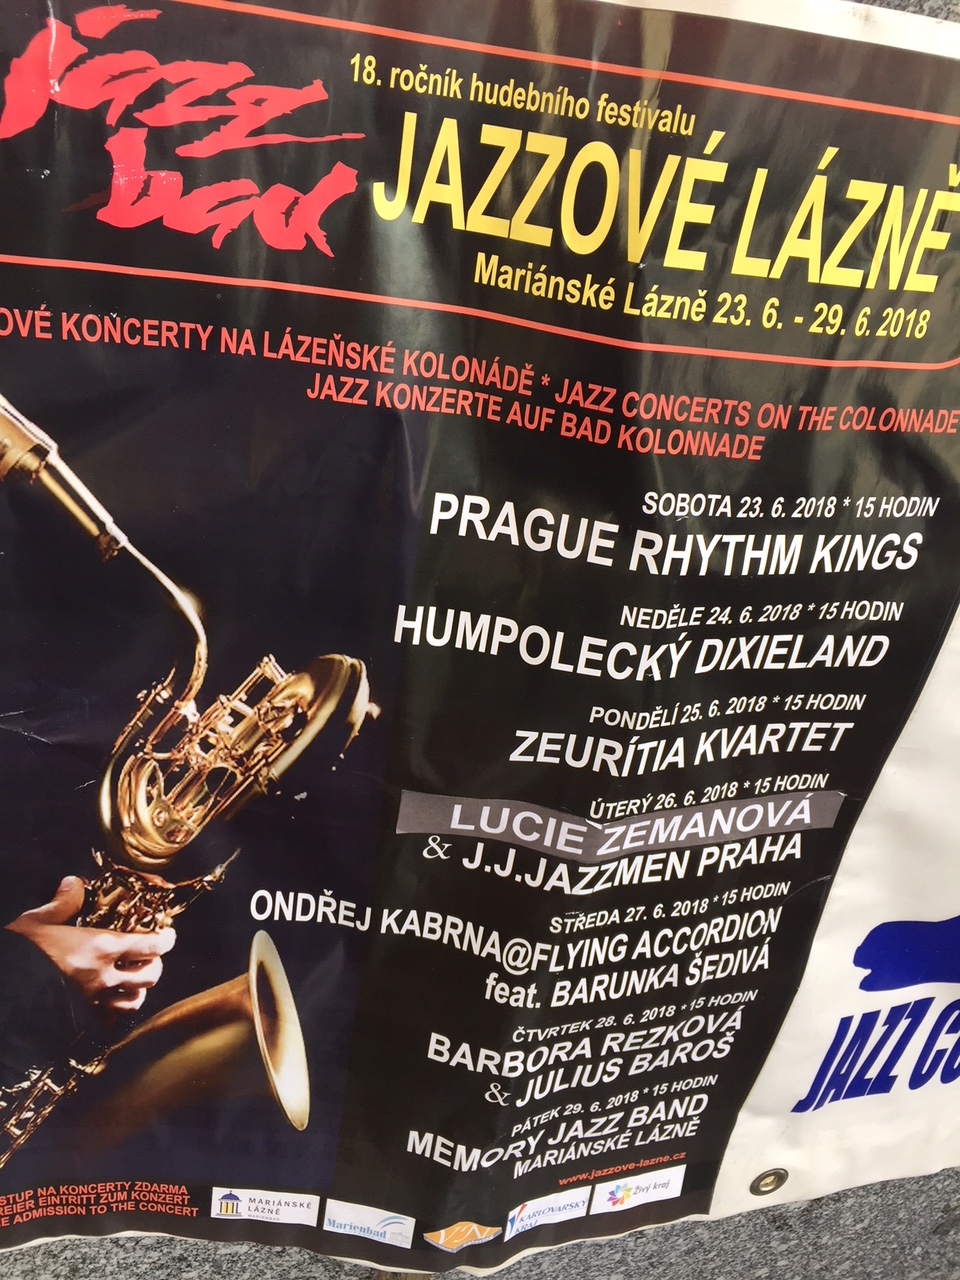 jazz
bad
18. ročník hudebního festivalu
JAZZOVÉ LÁZNĚ
Mariánské Lázně 23. 6. - 29. 6. 2018
OVÉ KONCERTY NA LÁZEŇSKÉ KOLONÁDĚ * JAZZ CONCERTS ON THE COLONNADE
JAZZ KONZERTE AUF BAD KOLONNADE
SOBOTA 23. 6. 2018 * 15 HODIN
PRAGUE RHYTHM KINGS
NEDĚLE 24. 6. 2018 * 15 HODIN
HUMPOLECKÝ DIXIELAND
PONDĚLÍ 25. 6. 2018 * 15 HODIN
ZEURÍTIA KVARTET
ÚTERÝ 26. 6. 2018 * 15 HODIN
LUCIE ZEMANOVÁ
& J.J.JAZZMEN PRAHA
STŘEDA 27. 6. 2018 * 15 HODIN
ONDŘEJ KABRNA@FLYING ACCORDION
feat. BARUNKA ŠEDIVÁ
ČTVRTEK 28. 6. 2018 * 15 HODIN
BARBORA REZKOVÁ
& JULIUS BAROŠ
PÁTEK 29. 6. 2018 * 15 HODIN
MEMORY JAZZ BAND
MARIÁNSKÉ LÁZNĚ
www.jazzove-lazne.cz
STUP NA KONCERTY ZDARMA
REIER EINTRITT ZUM KONZERT
E ADMISSION TO THE CONCERT
MARIÁNSKÉ
LÁZNĚ
MARIENBAD
Marienbad
KARLOVARSKÝ
KRAJ
Živý kraj
JAZZ C